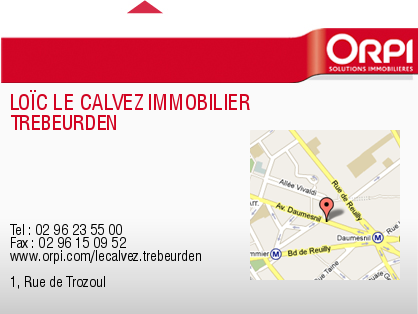 ORPI
SOLUTIONS IMMOBILIÈRES
LOÏC LE CALVEZ IMMOBILIER
TREBEURDEN
Allée Vivaldi
Rue de Reuilly
Av. Daumesnil
Daumesnil
Bd de Reuilly
Tel : 02 96 23 55 00
Fax : 02 96 15 09 52
www.orpi.com/lecalvez.trebeurden
1, Rue de Trozoul